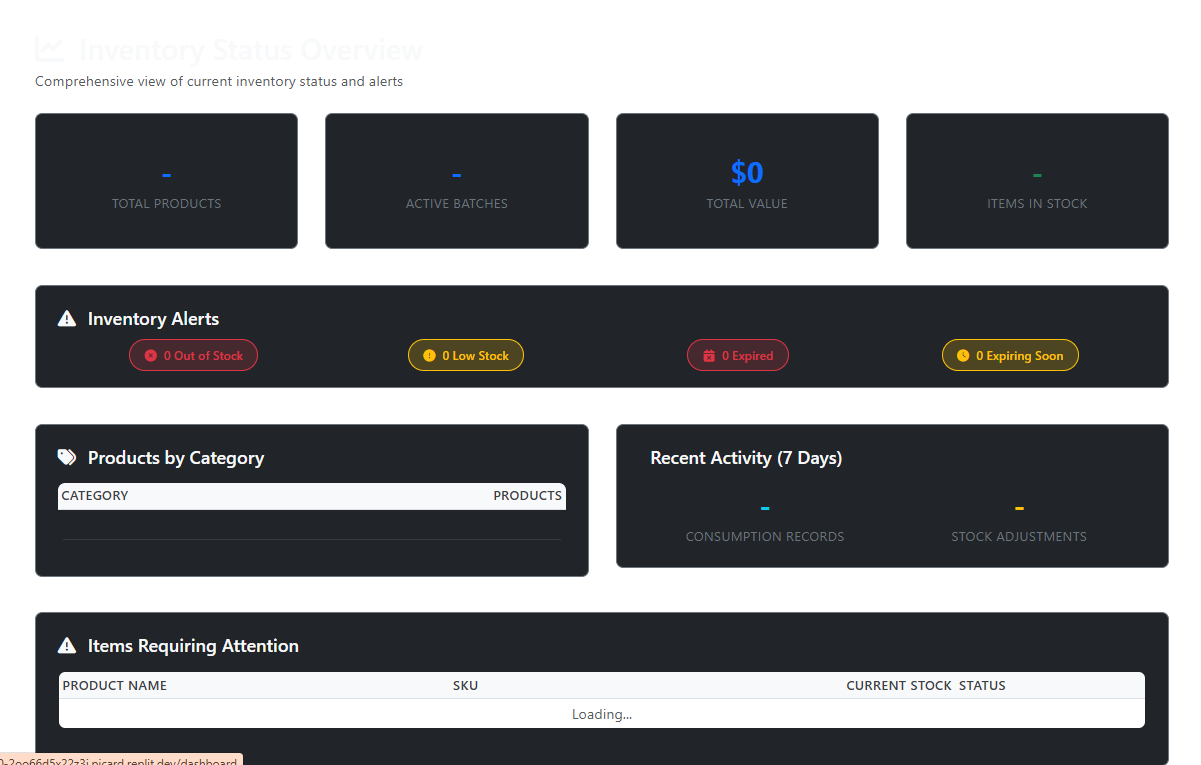 Inventory Status Overview
Comprehensive view of current inventory status and alerts
- - $0 -
TOTAL PRODUCTS ACTIVE BATCHES TOTAL VALUE ITEMS IN STOCK
Inventory Alerts
0 Out of Stock 0 Low Stock 0 Expired 0 Expiring Soon
Products by Category
CATEGORY PRODUCTS
Recent Activity (7 Days)
- -
CONSUMPTION RECORDS STOCK ADJUSTMENTS
Items Requiring Attention
PRODUCT NAME SKU CURRENT STOCK STATUS
Loading...
picard.replit.dev/dashboard